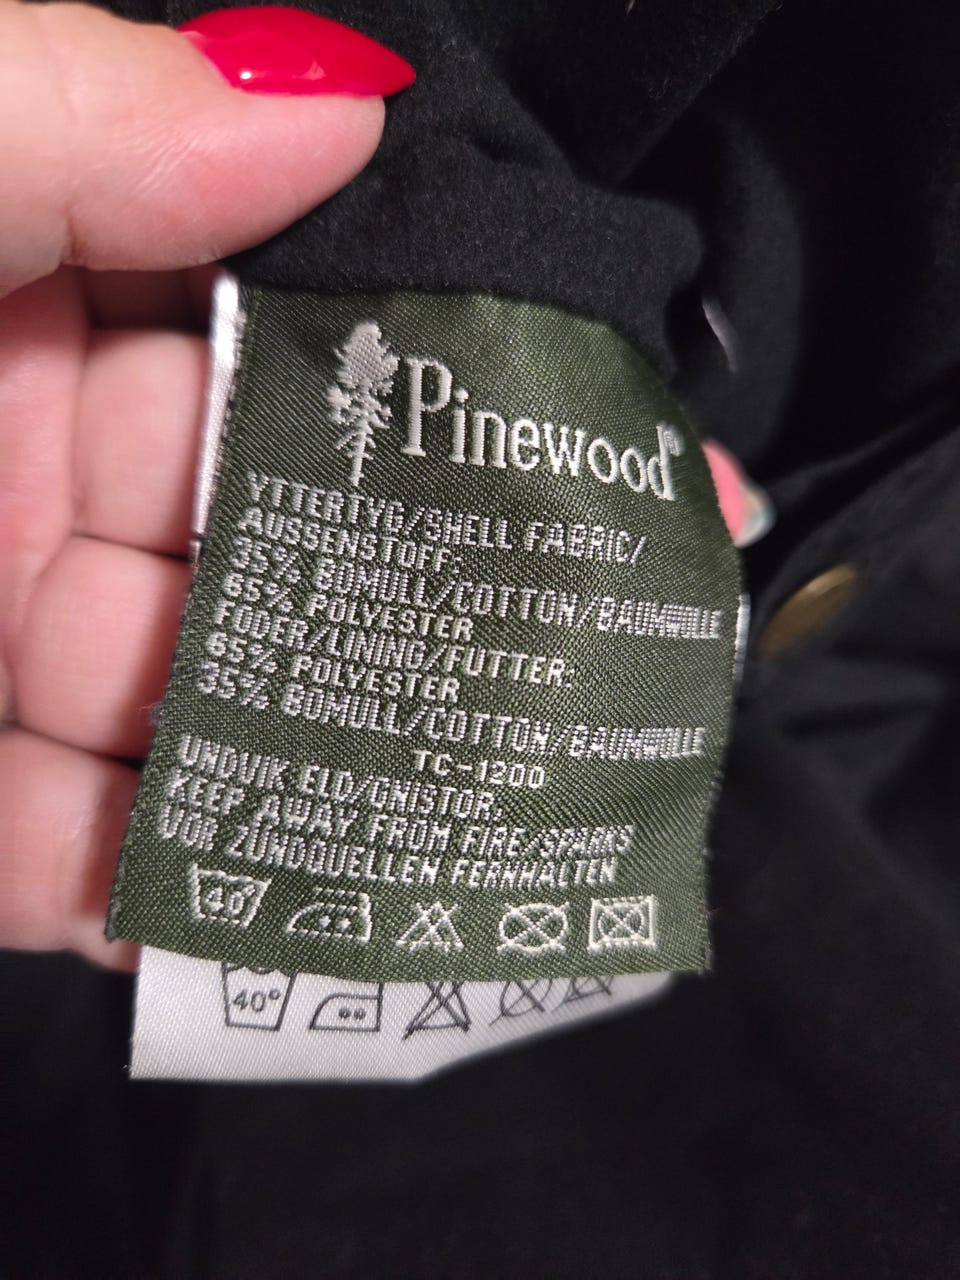 Pinewood®
YTTERTYG/SHELL FABRIC/
AUSSENSTOFF:
35% BOMULL/COTTON/BAUMWOLLE
65% POLYESTER
FODER/LINING/FUTTER:
65% POLYESTER
35% BOMULL/COTTON/BAUMWOLLE
TC-1200
UNDVIK ELD/GNISTOR.
KEEP AWAY FROM FIRE/SPARKS
VOR ZÜNDQUELLEN FERNHALTEN
40
40°